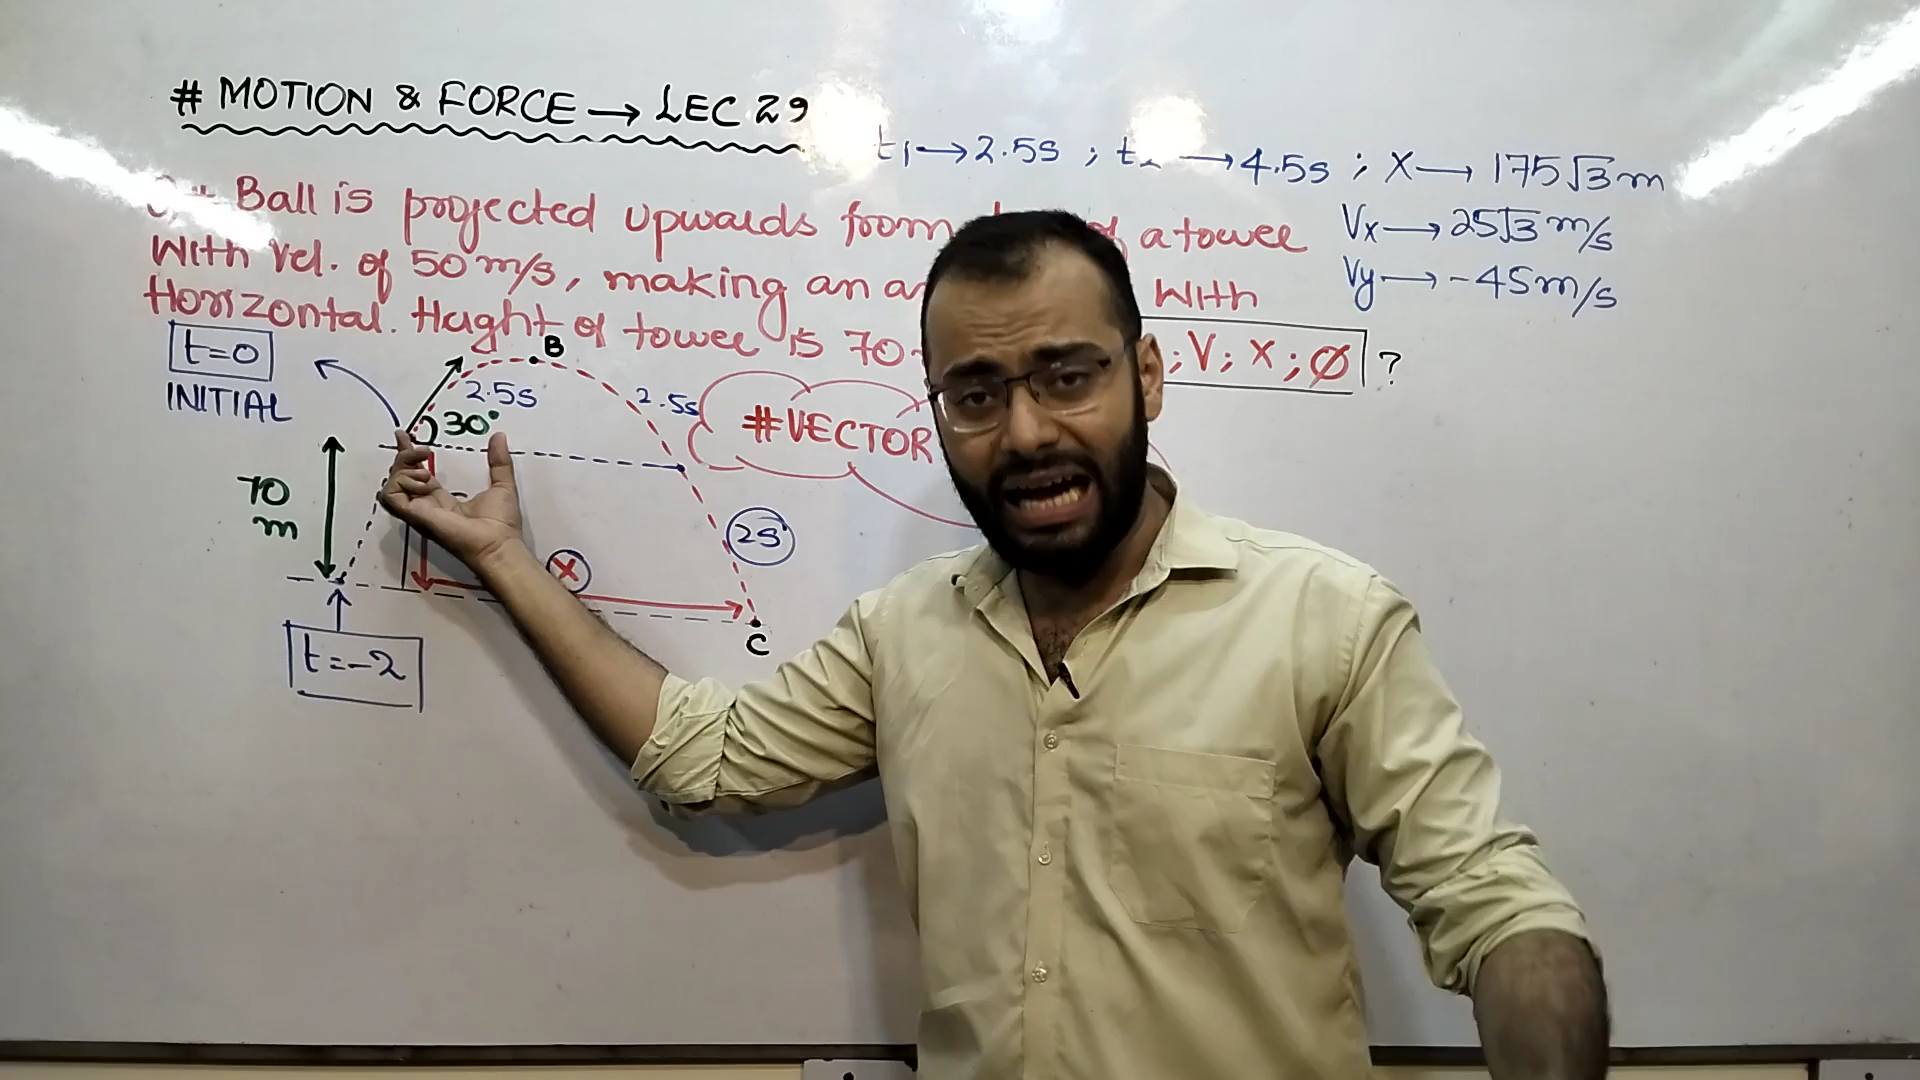 # MOTION & FORCE → LEC 29
t1 → 2.5s ; t → 4.5s ; X → 175√3 m
Ball is projected upwards from of a tower
Vx → 25√3 m/s
With Vel. of 50 m/s, making an With
Vy → -45 m/s
Horizontal. Height of tower is 70
; V ; X ; Ø ?
t=0
INITIAL
B
2.5s
2.5s
30°
#VECTOR
70
m
2s
X
C
t=-2